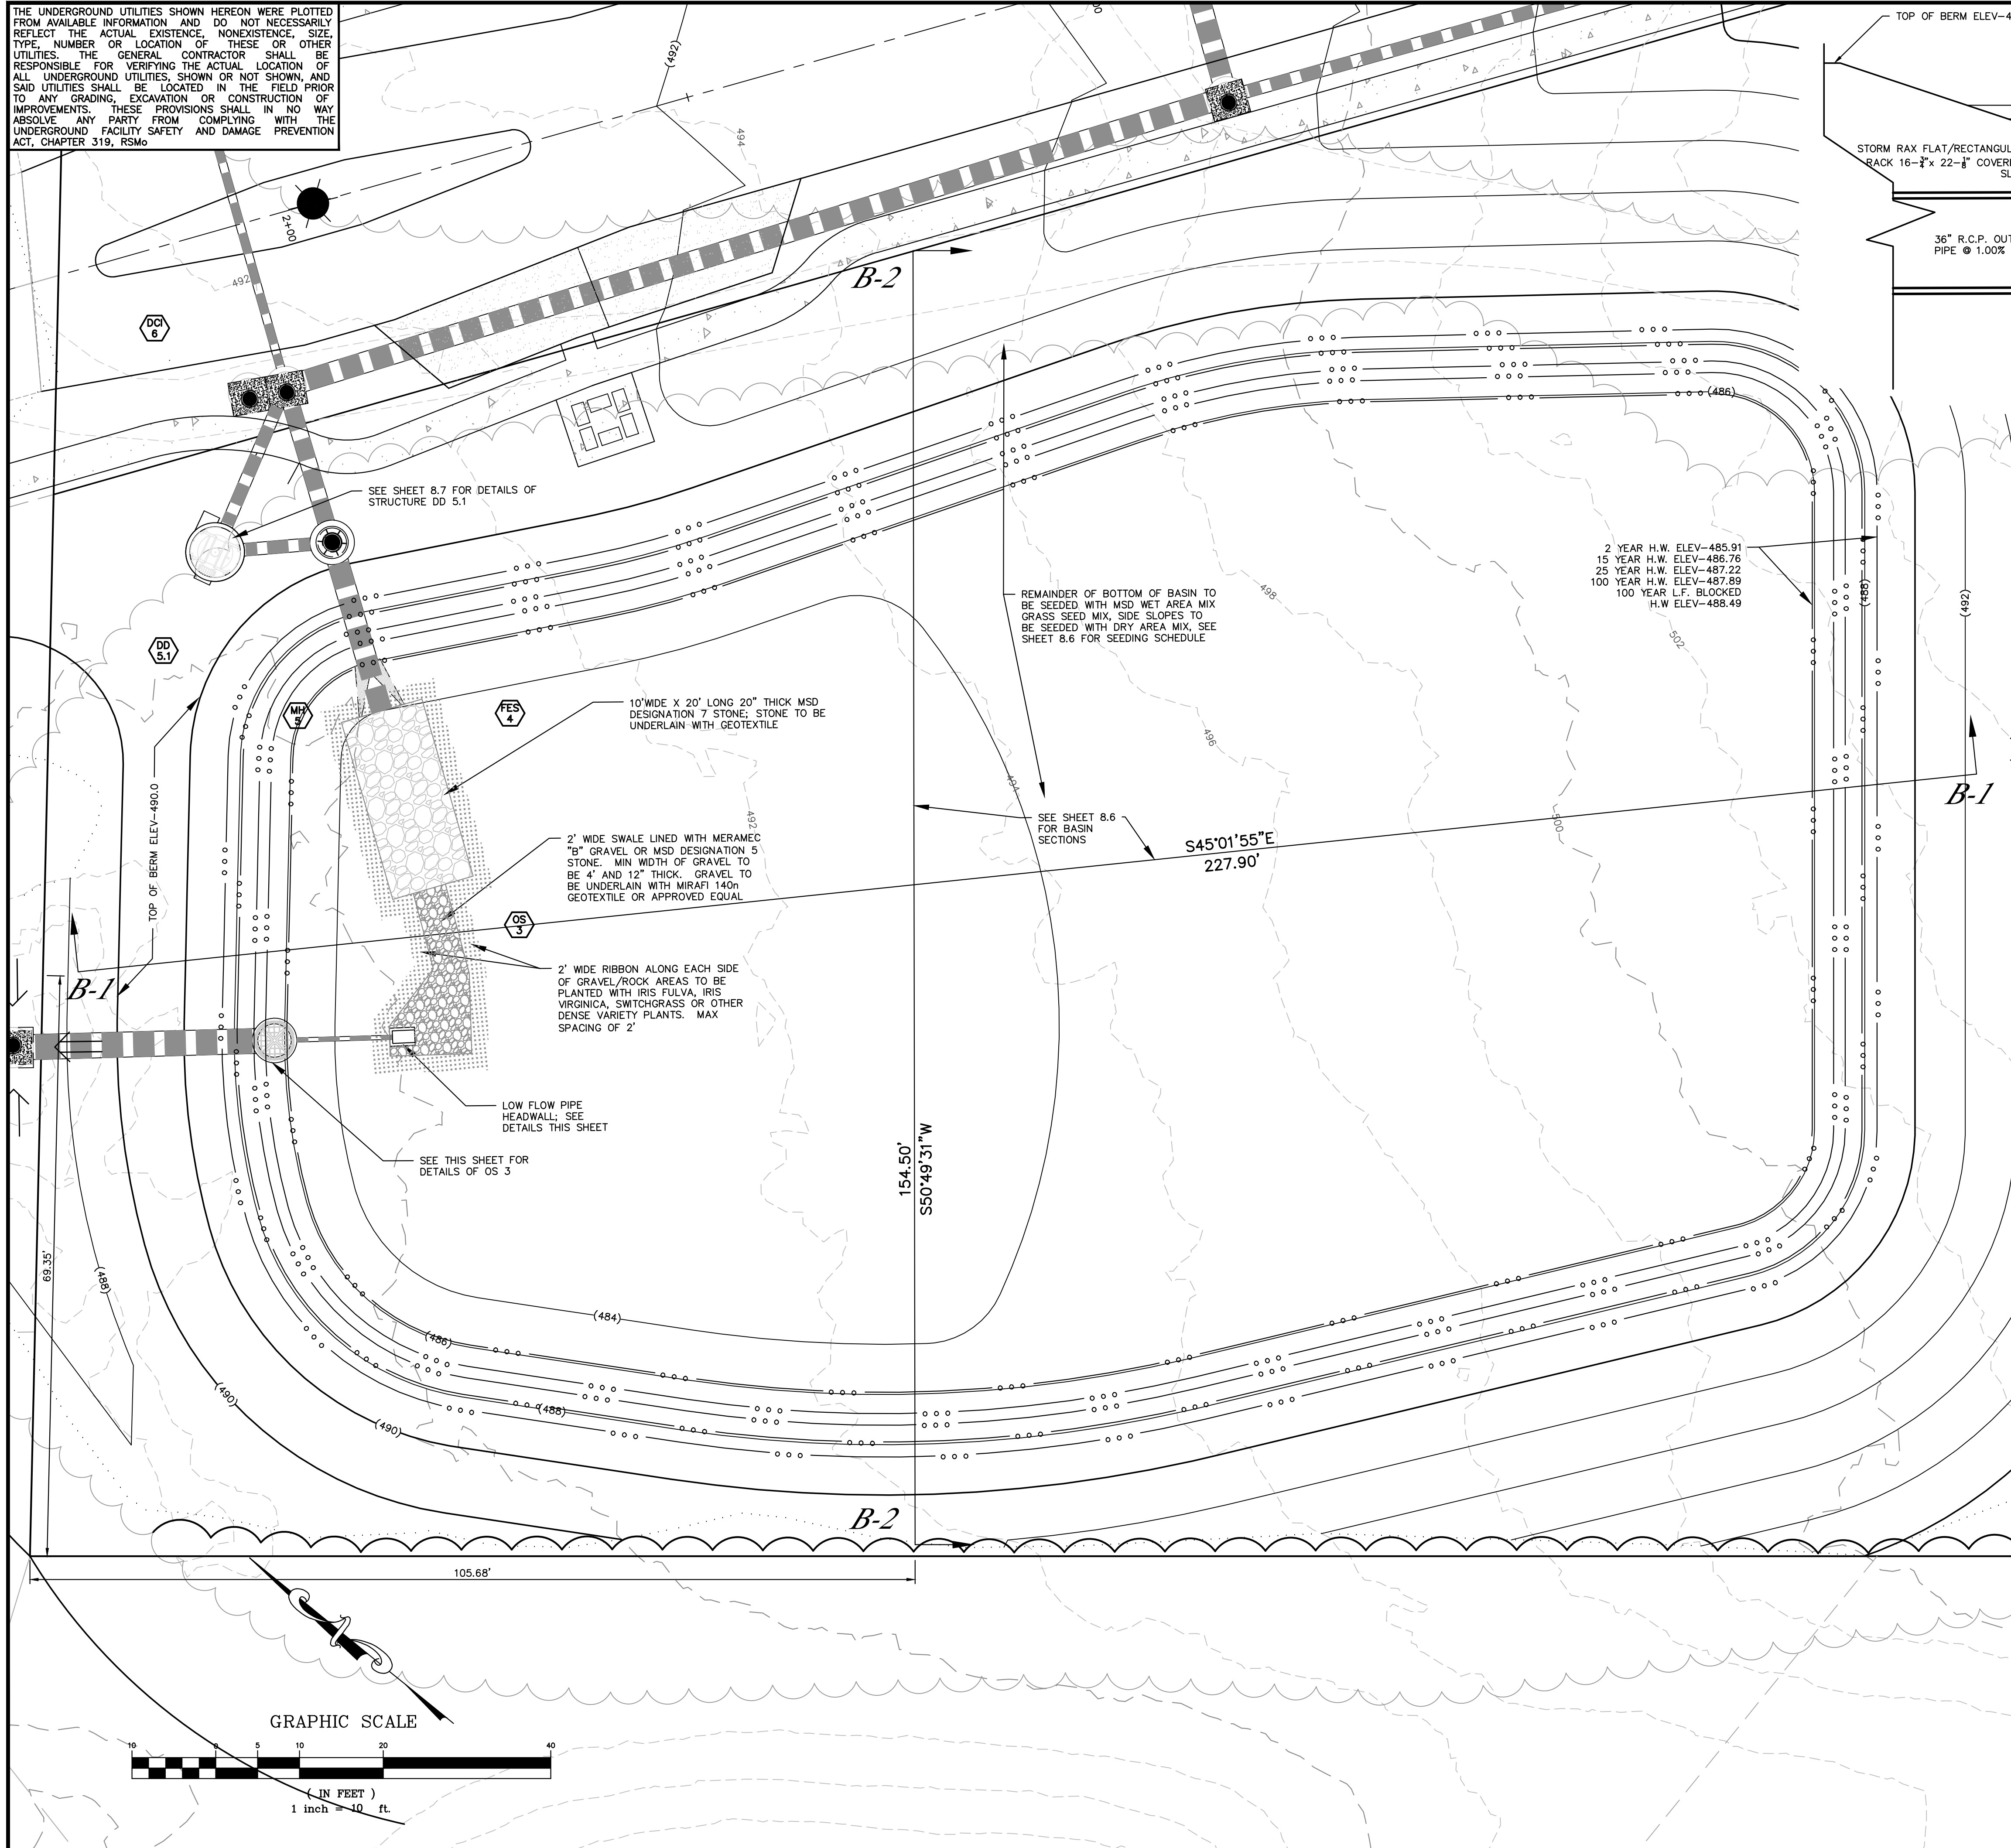 THE UNDERGROUND UTILITIES SHOWN HEREON WERE PLOTTED
FROM AVAILABLE INFORMATION AND DO NOT NECESSARILY
REFLECT THE ACTUAL EXISTENCE, NONEXISTENCE, SIZE,
TYPE, NUMBER OR LOCATION OF THESE OR OTHER
UTILITIES. THE GENERAL CONTRACTOR SHALL BE
RESPONSIBLE FOR VERIFYING THE ACTUAL LOCATION OF
ALL UNDERGROUND UTILITIES, SHOWN OR NOT SHOWN, AND
SAID UTILITIES SHALL BE LOCATED IN THE FIELD PRIOR
TO ANY GRADING, EXCAVATION OR CONSTRUCTION OF
IMPROVEMENTS. THESE PROVISIONS SHALL IN NO WAY
ABSOLVE ANY PARTY FROM COMPLYING WITH THE
UNDERGROUND FACILITY SAFETY AND DAMAGE PREVENTION
ACT, CHAPTER 319, RSMo
(492)
00
TOP OF BERM ELEV-4
494
STORM RAX FLAT/RECTANGUL
RACK 16-¾"x 22-⅛" COVER
SL
36" R.C.P. OUT
PIPE @ 1.00%
2+00
492
B-2
DCI
6
(486)
SEE SHEET 8.7 FOR DETAILS OF
STRUCTURE DD 5.1
2 YEAR H.W. ELEV-485.91
15 YEAR H.W. ELEV-486.76
25 YEAR H.W. ELEV-487.22
100 YEAR H.W. ELEV-487.89
100 YEAR L.F. BLOCKED
H.W ELEV-488.49
(488)
(492)
REMAINDER OF BOTTOM OF BASIN TO
BE SEEDED WITH MSD WET AREA MIX
GRASS SEED MIX, SIDE SLOPES TO
BE SEEDED WITH DRY AREA MIX, SEE
SHEET 8.6 FOR SEEDING SCHEDULE
498
502
DD
5.1
MH
5
FES
4
10'WIDE X 20' LONG 20" THICK MSD
DESIGNATION 7 STONE; STONE TO BE
UNDERLAIN WITH GEOTEXTILE
496
494
492
500
TOP OF BERM ELEV-490.0
B-1
SEE SHEET 8.6
FOR BASIN
SECTIONS
S45°01'55"E
227.90'
2' WIDE SWALE LINED WITH MERAMEC
"B" GRAVEL OR MSD DESIGNATION 5
STONE. MIN WIDTH OF GRAVEL TO
BE 4' AND 12" THICK. GRAVEL TO
BE UNDERLAIN WITH MIRAFI 140n
GEOTEXTILE OR APPROVED EQUAL
OS
3
B-1
2' WIDE RIBBON ALONG EACH SIDE
OF GRAVEL/ROCK AREAS TO BE
PLANTED WITH IRIS FULVA, IRIS
VIRGINICA, SWITCHGRASS OR OTHER
DENSE VARIETY PLANTS. MAX
SPACING OF 2'
LOW FLOW PIPE
HEADWALL; SEE
DETAILS THIS SHEET
SEE THIS SHEET FOR
DETAILS OF OS 3
154.50'
S50°49'31"W
69.35'
(488)
(484)
(486)
(490)
(488)
(490)
B-2
105.68'
GRAPHIC SCALE
10 0 5 10 20 40
( IN FEET )
1 inch = 10 ft.